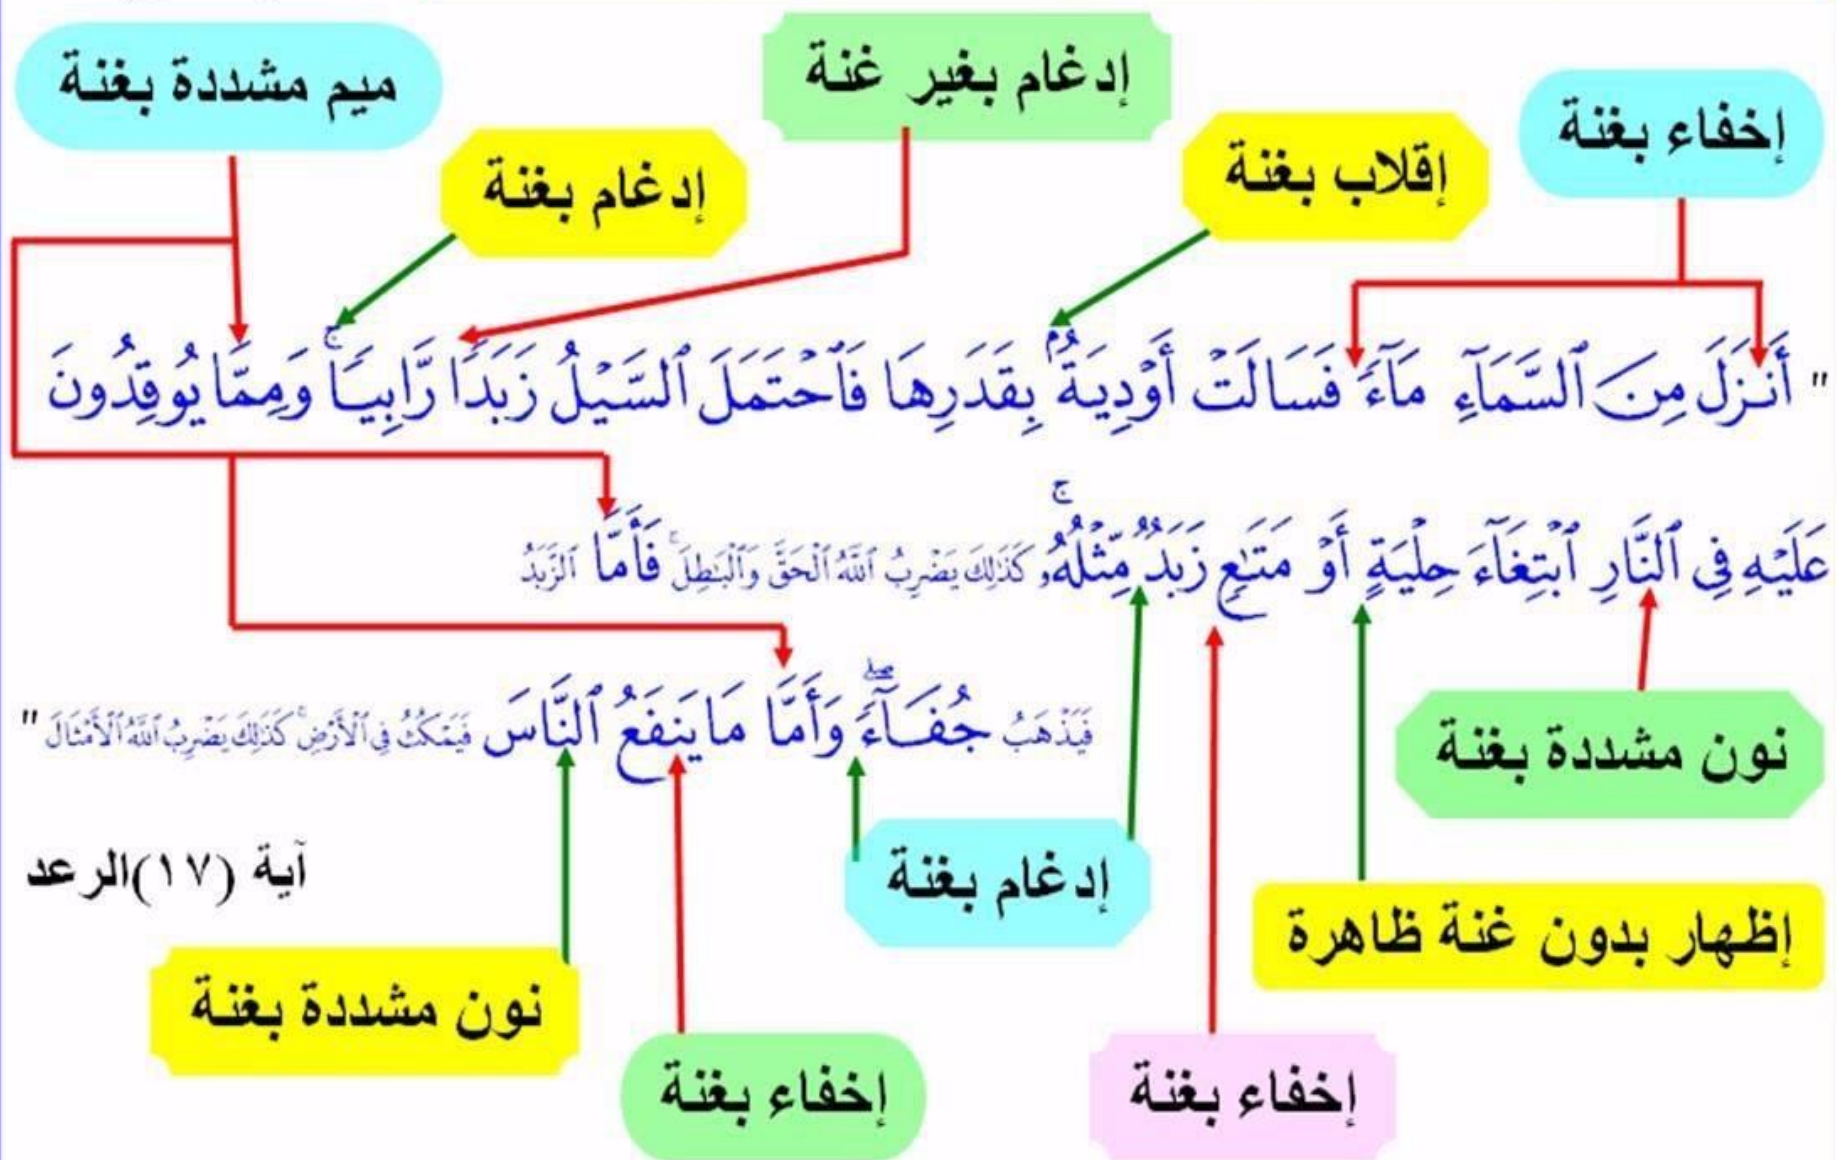 ميم مشددة بغنة
إدغام بغير غنة
إخفاء بغنة
إدغام بغنة
إقلاب بغنة
" أَنزَلَ مِنَ ٱلسَّمَآءِ مَآءً فَسَالَتْ أَوْدِيَةٌۢ بِقَدَرِهَا فَٱحْتَمَلَ ٱلسَّيْلُ زَبَدًا رَّابِيًا ۚ وَمِمَّا يُوقِدُونَ
عَلَيْهِ فِى ٱلنَّارِ ٱبْتِغَآءَ حِلْيَةٍ أَوْ مَتَـٰعٍ زَبَدٌ مِّثْلُهُۥ ۚ كَذَٰلِكَ يَضْرِبُ ٱللَّهُ ٱلْحَقَّ وَٱلْبَـٰطِلَ ۚ فَأَمَّا ٱلزَّبَدُ
فَيَذْهَبُ جُفَآءً ۖ وَأَمَّا مَا يَنفَعُ ٱلنَّاسَ فَيَمْكُثُ فِى ٱلْأَرْضِ ۚ كَذَٰلِكَ يَضْرِبُ ٱللَّهُ ٱلْأَمْثَالَ "
نون مشددة بغنة
إدغام بغنة
آية (١٧)الرعد
إظهار بدون غنة ظاهرة
نون مشددة بغنة
إخفاء بغنة
إخفاء بغنة